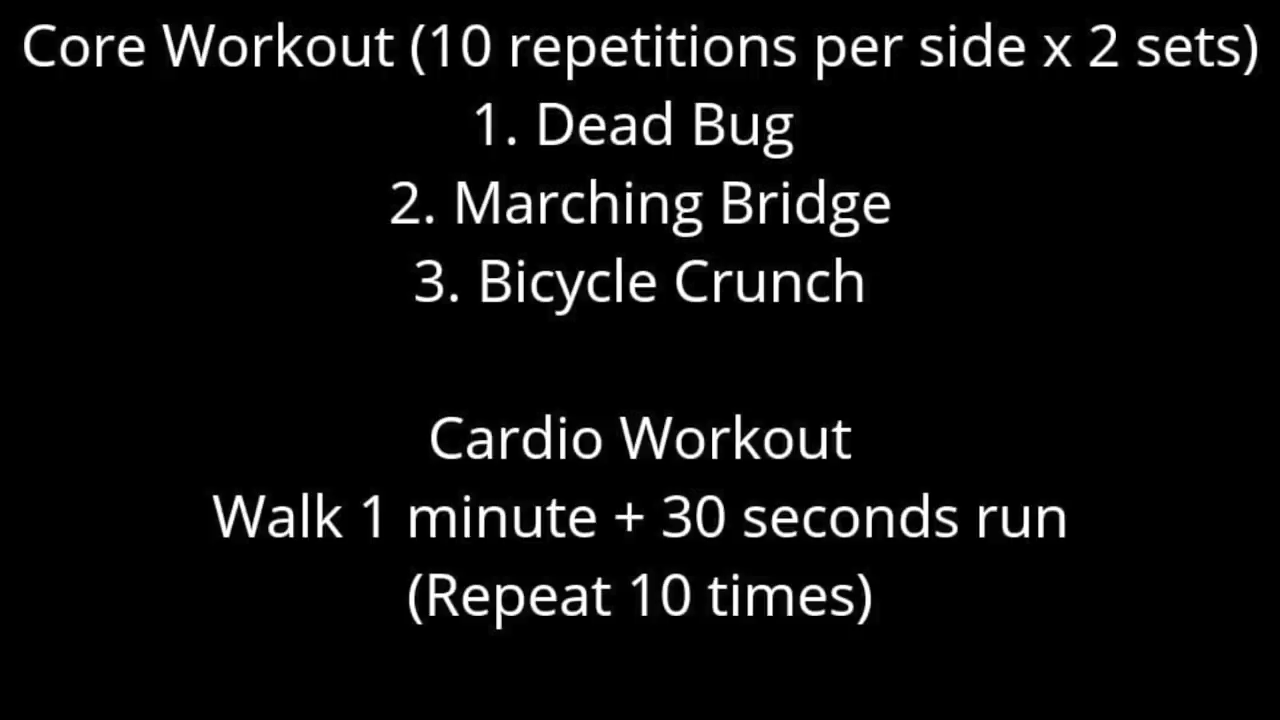 Core Workout (10 repetitions per side x 2 sets)
1. Dead Bug
2. Marching Bridge
3. Bicycle Crunch
Cardio Workout
Walk 1 minute + 30 seconds run
(Repeat 10 times)